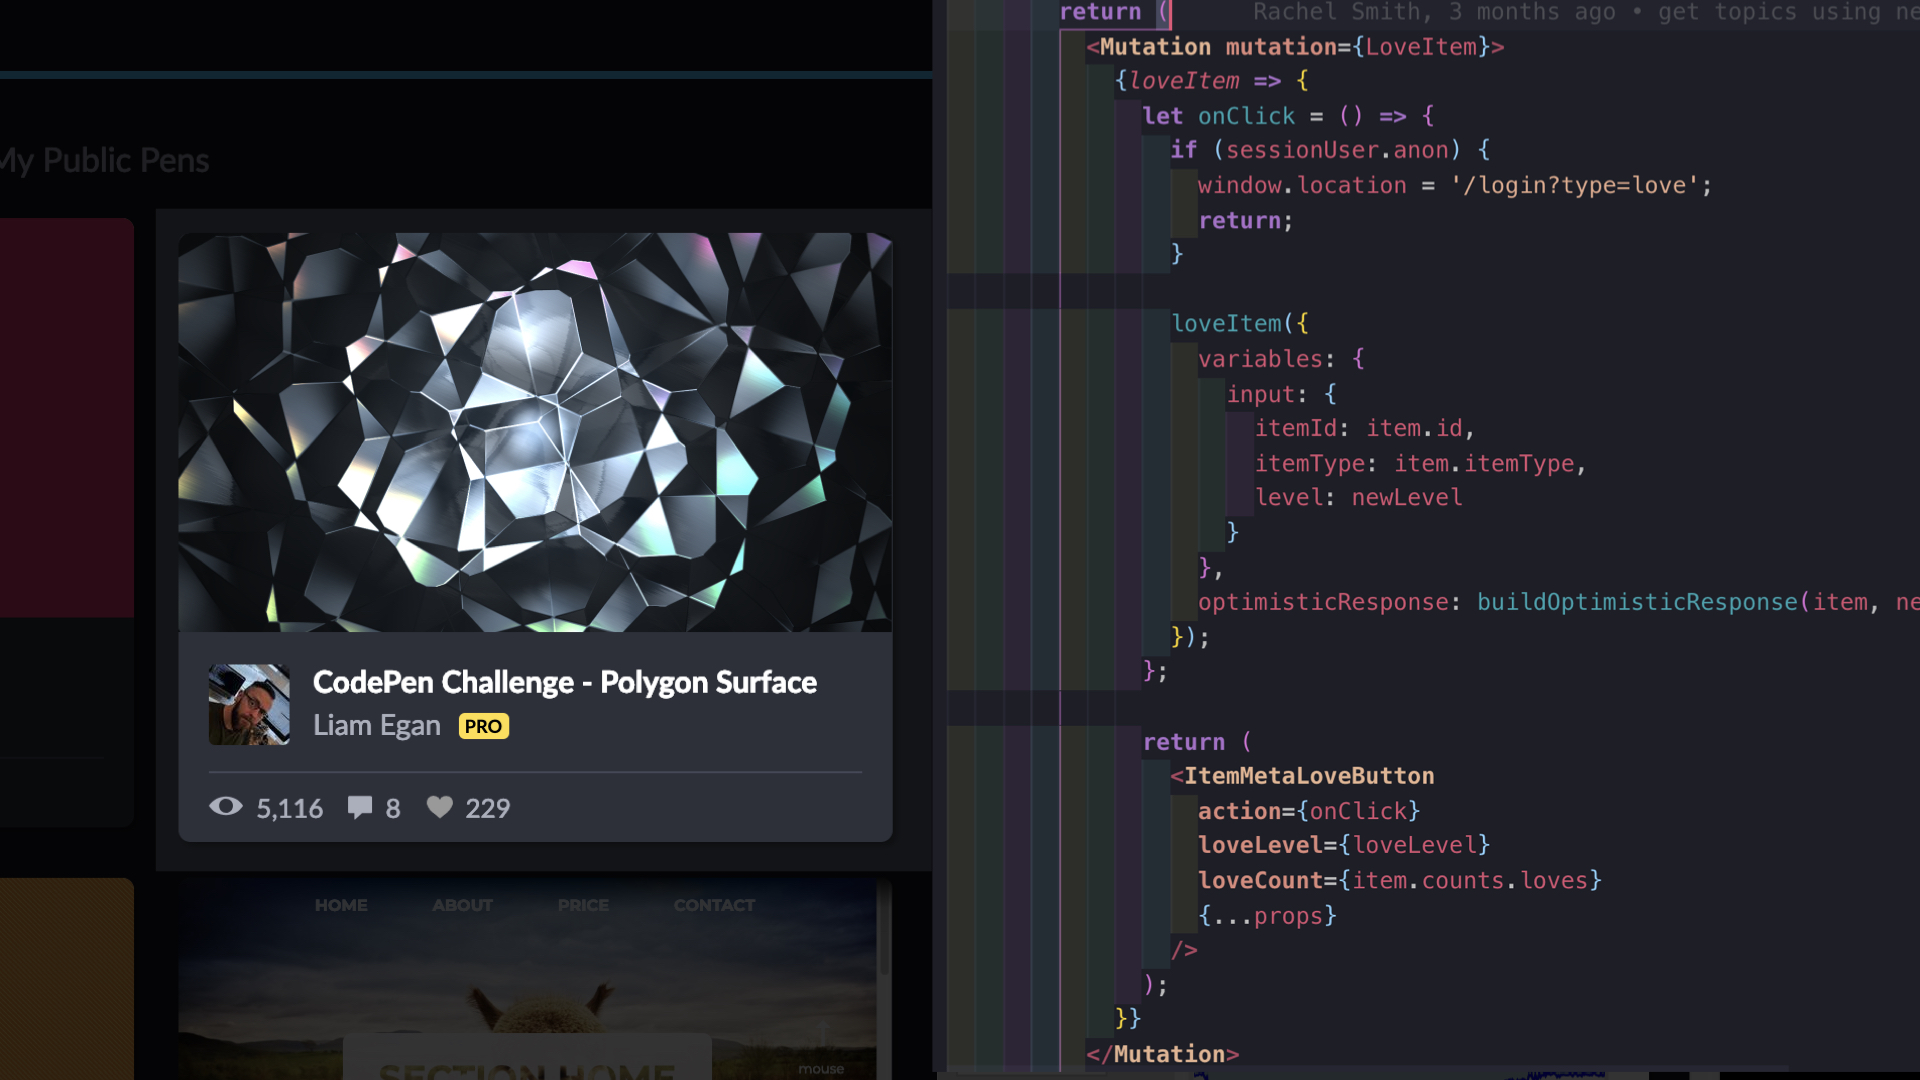 My Public Pens
CodePen Challenge - Polygon Surface
Liam Egan PRO
5,116 8 229
HOME ABOUT PRICE CONTACT
SECTION HOME
mouse
return ( Rachel Smith, 3 months ago • get topics using ne
<Mutation mutation={LoveItem}>
{loveItem => {
let onClick = () => {
if (sessionUser.anon) {
window.location = '/login?type=love';
return;
}
loveItem({
variables: {
input: {
itemId: item.id,
itemType: item.itemType,
level: newLevel
}
},
optimisticResponse: buildOptimisticResponse(item, ne
});
};
return (
<ItemMetaLoveButton
action={onClick}
loveLevel={loveLevel}
loveCount={item.counts.loves}
{...props}
/>
);
}}
</Mutation>